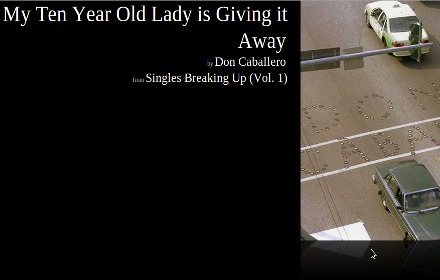 My Ten Year Old Lady is Giving it
Away
by Don Caballero
from Singles Breaking Up (Vol. 1)